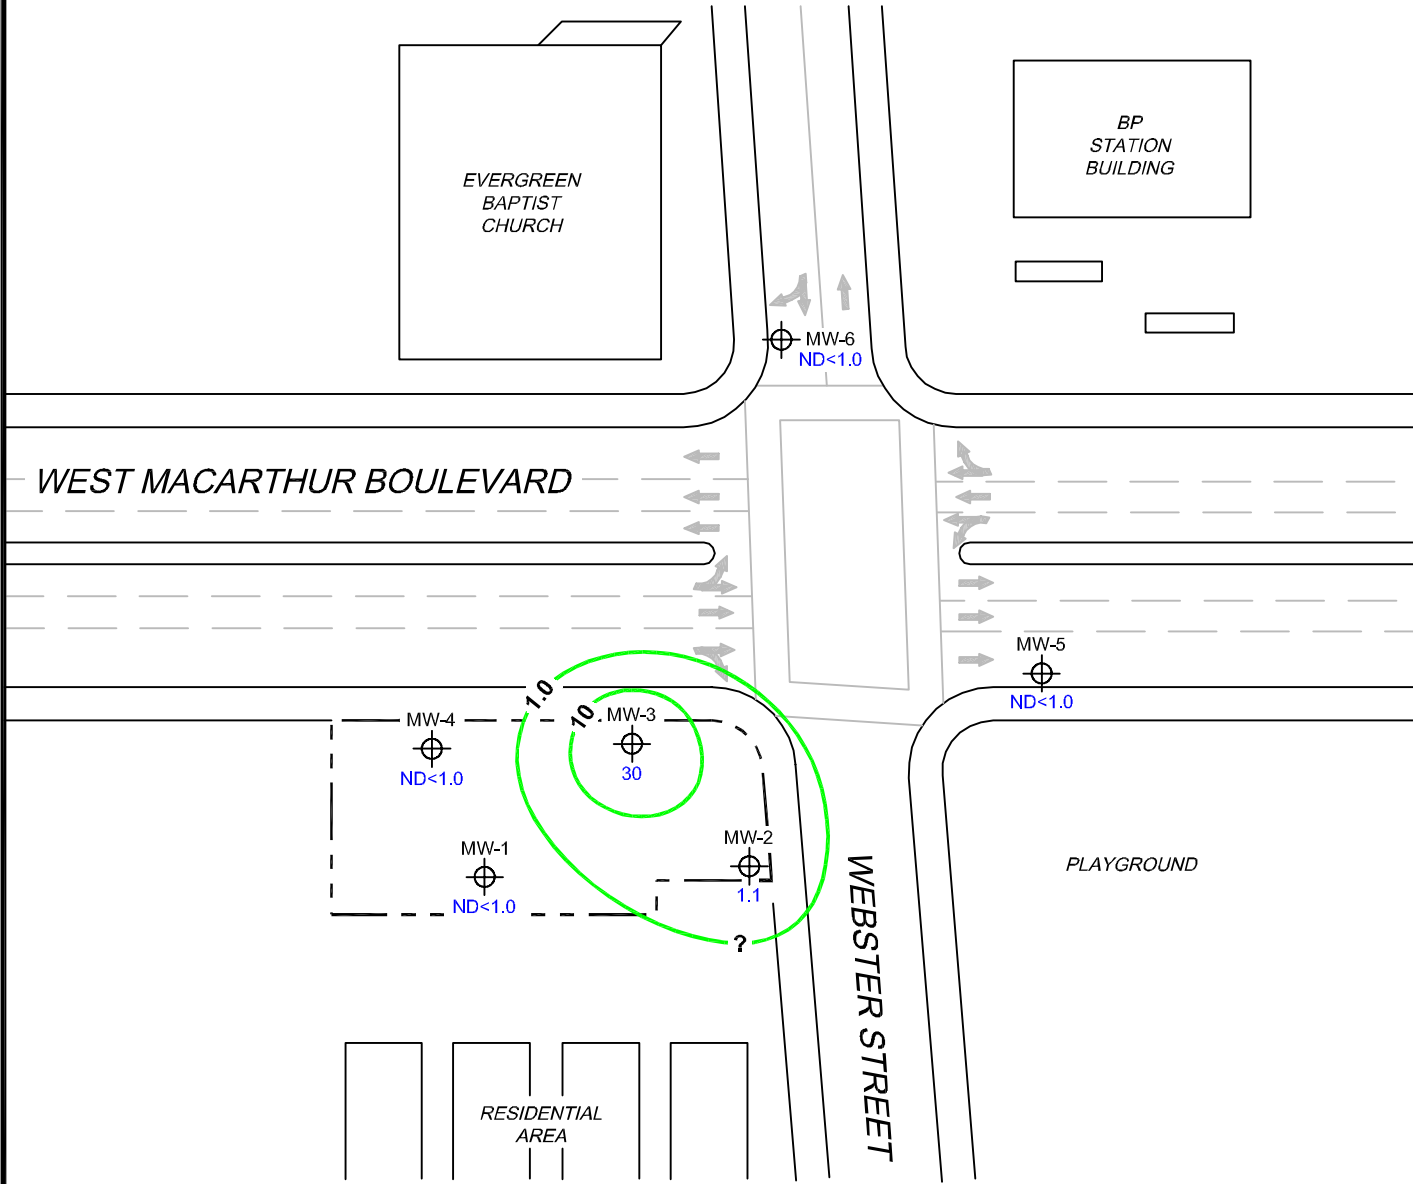 EVERGREEN
BAPTIST
CHURCH
BP
STATION
BUILDING
MW-6
ND<1.0
WEST MACARTHUR BOULEVARD
MW-5
ND<1.0
1.0
10
MW-3
30
MW-4
ND<1.0
MW-2
1.1
MW-1
ND<1.0
?
PLAYGROUND
WEBSTER STREET
RESIDENTIAL
AREA